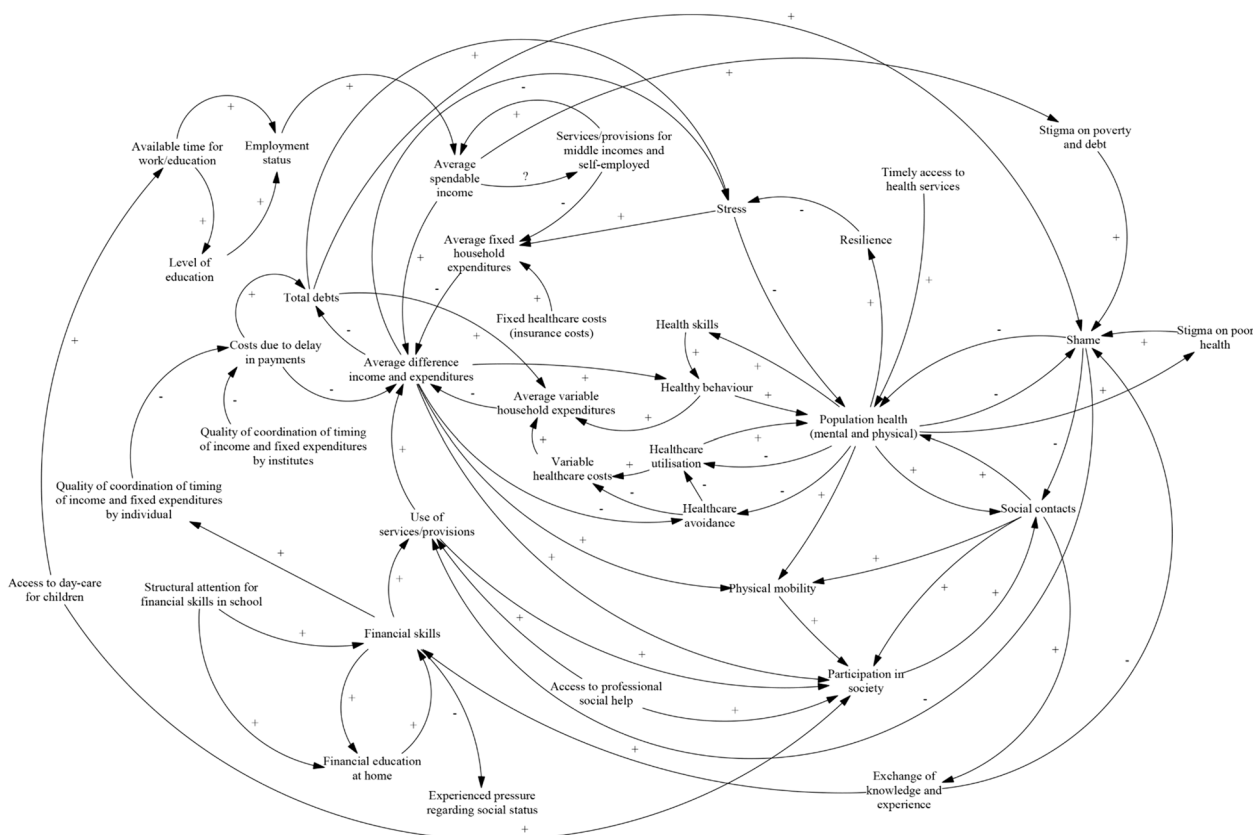 Available time for
work/education
Employment
status
Level of
education
Average
spendable
income
Services/provisions for
middle incomes and
self-employed
Stigma on poverty
and debt
Timely access to
health services
Stress
Resilience
Average fixed
household
expenditures
Fixed healthcare costs
(insurance costs)
Total debts
Costs due to delay
in payments
Average difference
income and expenditures
Health skills
Healthy behaviour
Shame
Stigma on poor
health
Average variable
household expenditures
Population health
(mental and physical)
Quality of coordination of timing
of income and fixed expenditures
by institutes
Variable
healthcare costs
Healthcare
utilisation
Healthcare
avoidance
Social contacts
Quality of coordination of timing
of income and fixed expenditures
by individual
Use of
services/provisions
Access to day-care
for children
Structural attention for
financial skills in school
Physical mobility
Financial skills
Participation in
society
Access to professional
social help
Financial education
at home
Experienced pressure
regarding social status
Exchange of
knowledge and
experience
?